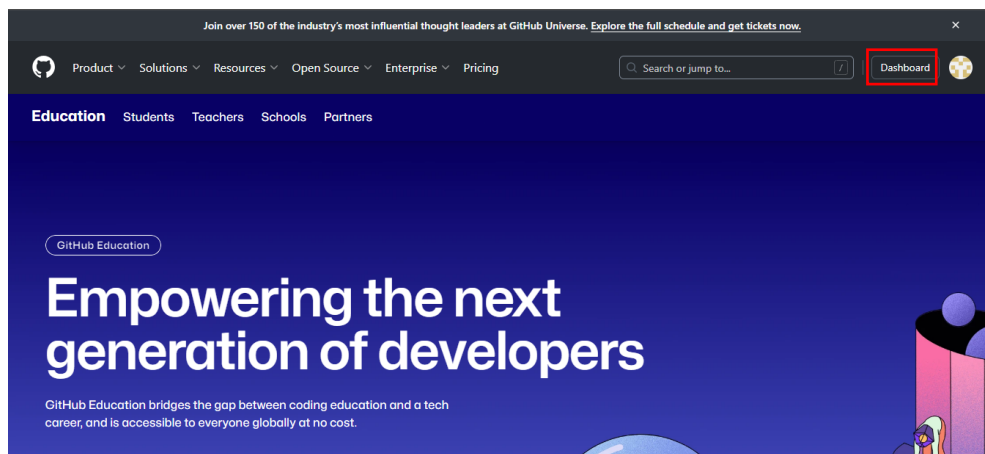 Join over 150 of the industry's most influential thought leaders at GitHub Universe. Explore the full schedule and get tickets now.
Product Solutions Resources Open Source Enterprise Pricing Search or jump to... / Dashboard
Education Students Teachers Schools Partners
GitHub Education
Empowering the next
generation of developers
GitHub Education bridges the gap between coding education and a tech
career, and is accessible to everyone globally at no cost.